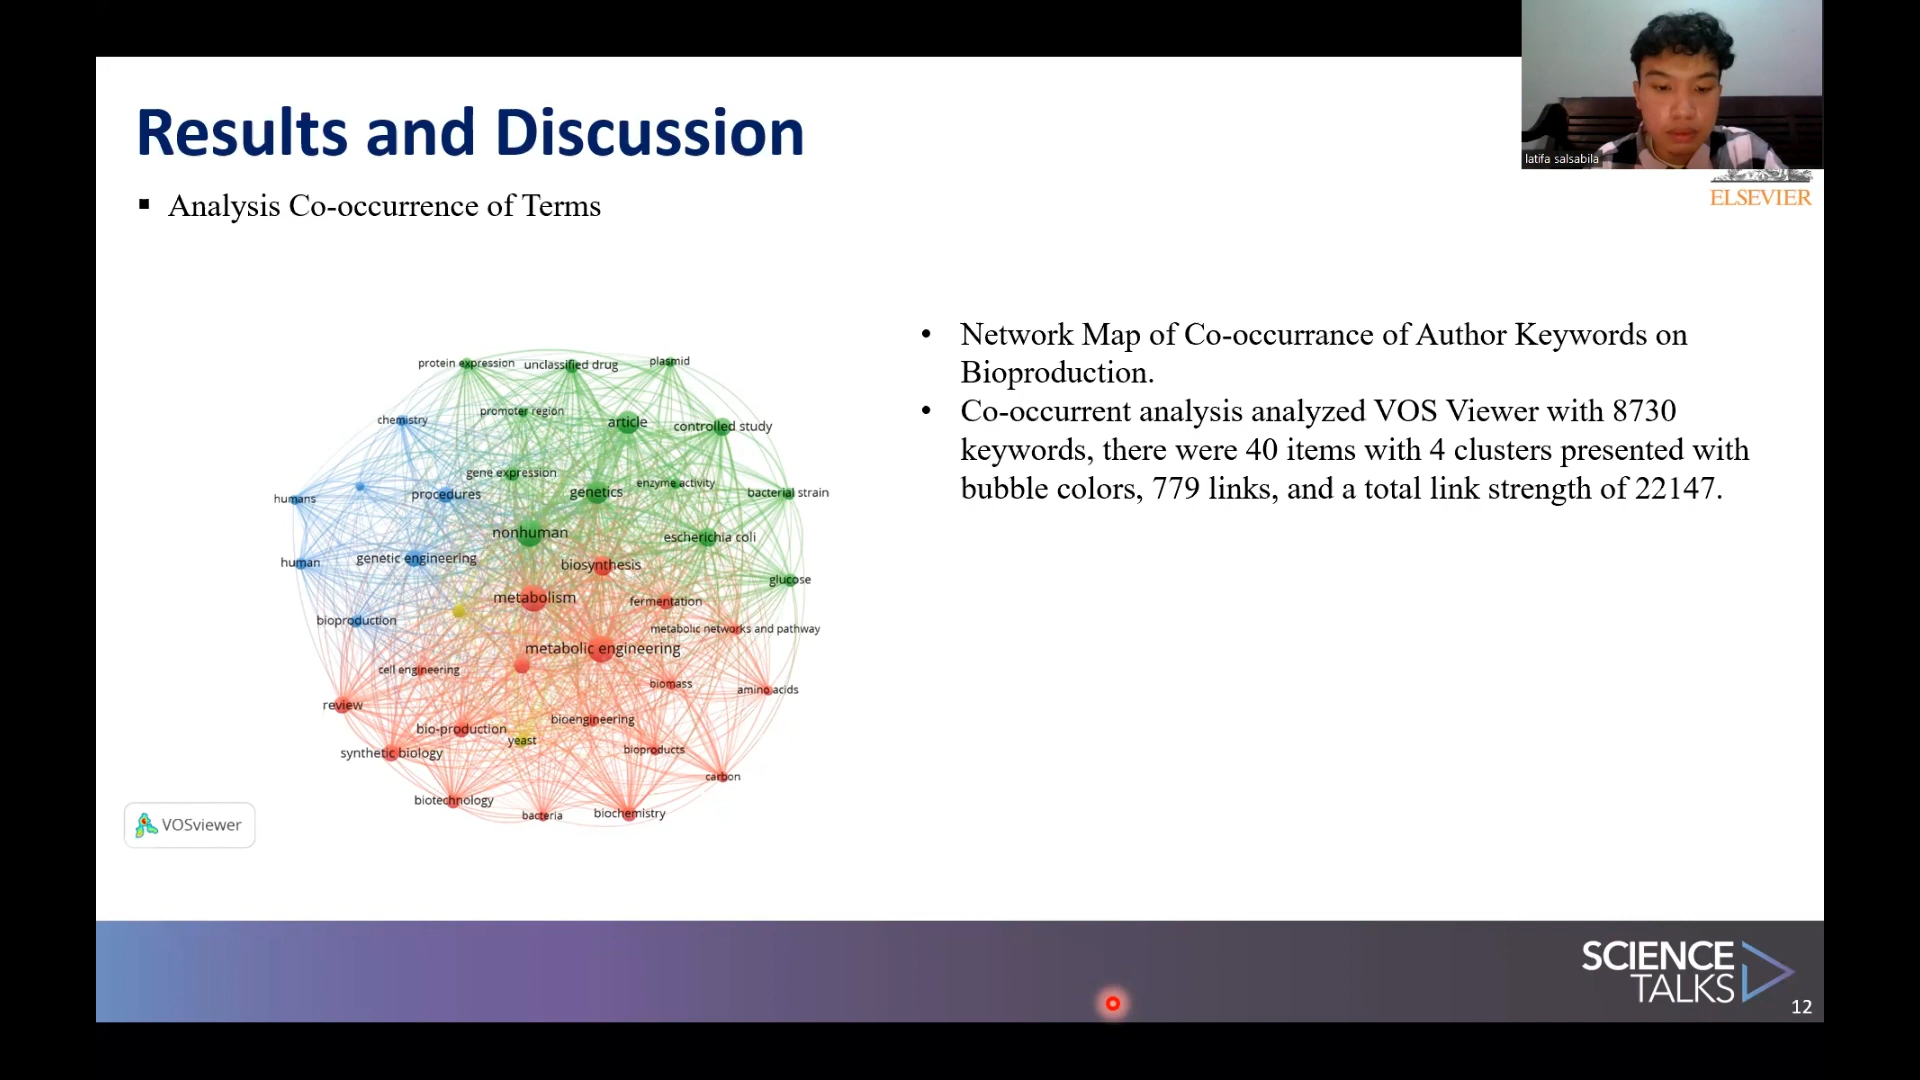 latifa salsabila
Results and Discussion
ELSEVIER
▪ Analysis Co-occurrence of Terms
• Network Map of Co-occurrance of Author Keywords on
Bioproduction.
• Co-occurrent analysis analyzed VOS Viewer with 8730
keywords, there were 40 items with 4 clusters presented with
bubble colors, 779 links, and a total link strength of 22147.
protein expression
unclassified drug
plasmid
chemistry
promoter region
article
controlled study
gene expression
humans
procedures
genetics
enzyme activity
bacterial strain
nonhuman
escherichia coli
human
genetic engineering
biosynthesis
glucose
metabolism
fermentation
bioproduction
metabolic networks and pathway
metabolic engineering
cell engineering
biomass
amino acids
review
bio-production
bioengineering
yeast
synthetic biology
bioproducts
carbon
biotechnology
bacteria
biochemistry
VOSviewer
SCIENCE
TALKS
12